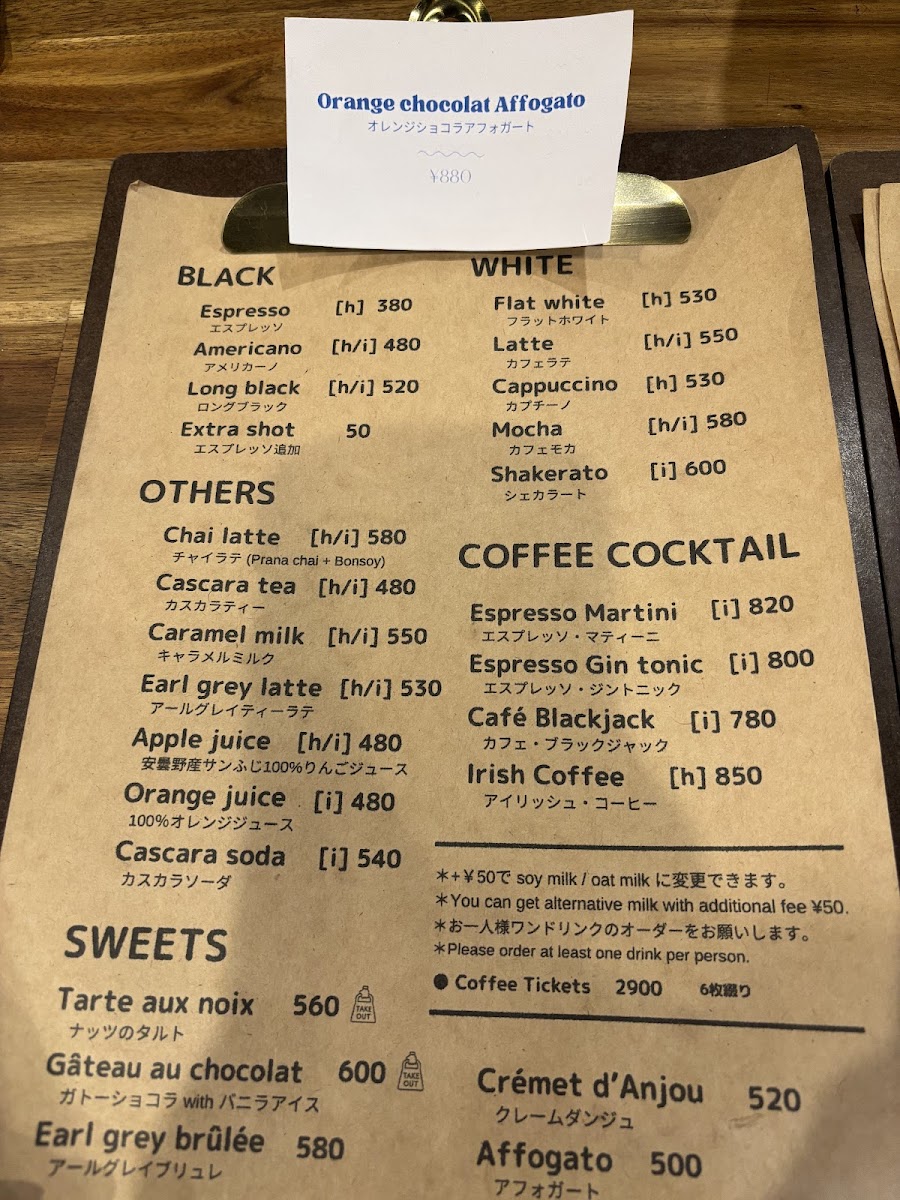 Orange chocolat Affogato
オレンジショコラアフォガート
¥880
BLACK
Espresso [h] 380
エスプレッソ
Americano [h/i] 480
アメリカーノ
Long black [h/i] 520
ロングブラック
Extra shot 50
エスプレッソ追加
OTHERS
Chai latte [h/i] 580
チャイラテ (Prana chai + Bonsoy)
Cascara tea [h/i] 480
カスカラティー
Caramel milk [h/i] 550
キャラメルミルク
Earl grey latte [h/i] 530
アールグレイティーラテ
Apple juice [h/i] 480
安曇野産サンふじ100%りんごジュース
Orange juice [i] 480
100%オレンジジュース
Cascara soda [i] 540
カスカラソーダ
SWEETS
Tarte aux noix 560 TAKE OUT
ナッツのタルト
Gâteau au chocolat 600 TAKE OUT
ガトーショコラ with バニラアイス
Earl grey brûlée 580
アールグレイブリュレ
WHITE
Flat white [h] 530
フラットホワイト
Latte [h/i] 550
カフェラテ
Cappuccino [h] 530
カプチーノ
Mocha [h/i] 580
カフェモカ
Shakerato [i] 600
シェカラート
COFFEE COCKTAIL
Espresso Martini [i] 820
エスプレッソ・マティーニ
Espresso Gin tonic [i] 800
エスプレッソ・ジントニック
Café Blackjack [i] 780
カフェ・ブラックジャック
Irish Coffee [h] 850
アイリッシュ・コーヒー
＊+￥50で soy milk / oat milk に変更できます。
＊You can get alternative milk with additional fee ¥50.
＊お一人様ワンドリンクのオーダーをお願いします。
＊Please order at least one drink per person.
● Coffee Tickets 2900 6枚綴り
Crémet d'Anjou 520
クレームダンジュ
Affogato 500
アフォガート